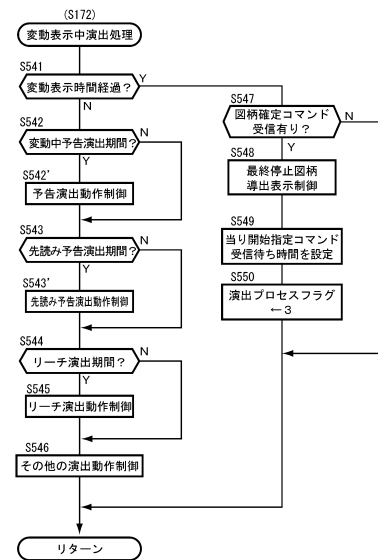 (S172)
変動表示中演出処理
S541
変動表示時間経過？
Y
N
S542
変動中予告演出期間？
N
Y
S542'
予告演出動作制御
S543
先読み予告演出期間？
N
Y
S543'
先読み予告演出動作制御
S544
リーチ演出期間？
N
Y
S545
リーチ演出動作制御
S546
その他の演出動作制御
リターン
S547
図柄確定コマンド
受信有り？
N
Y
S548
最終停止図柄
導出表示制御
S549
当り開始指定コマンド
受信待ち時間を設定
S550
演出プロセスフラグ
←３